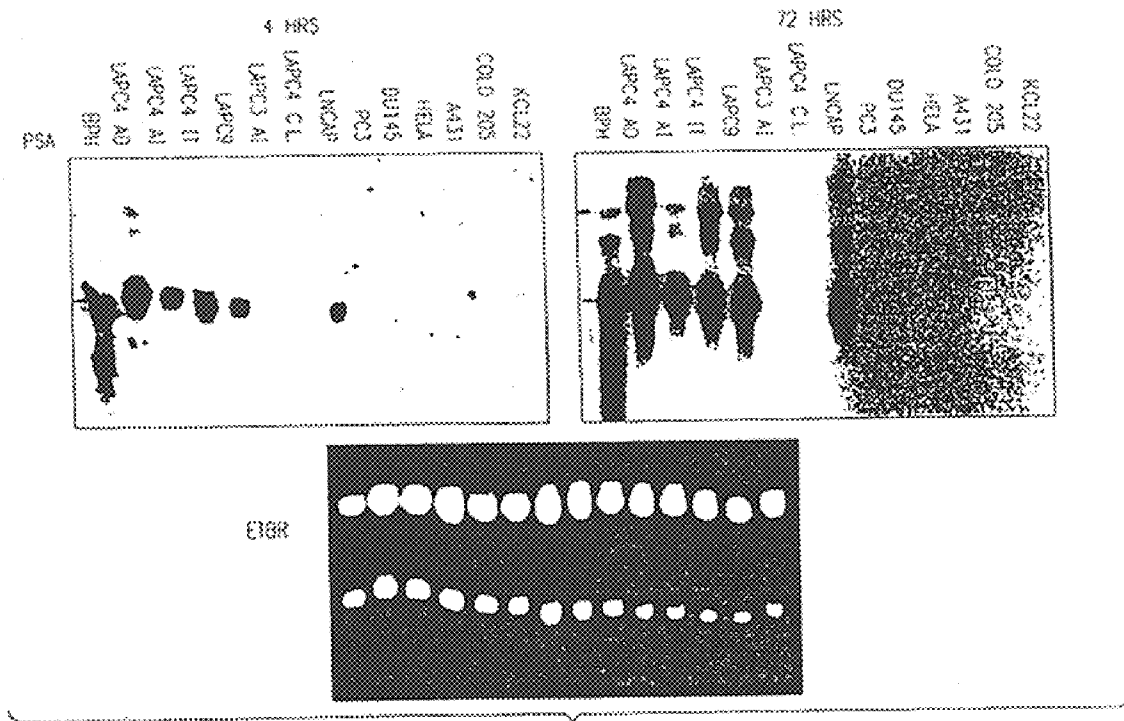 4 HRS
72 HRS
PSA
BPH
LAPC4 AD
LAPC4 AI
LAPC4 II
LAPC9
LAPC3 AI
LAPC4 C.L.
LNCAP
PC3
DU145
HELA
A431
COLO 205
KCL22
BPH
LAPC4 AD
LAPC4 AI
LAPC4 II
LAPC9
LAPC3 AI
LAPC4 C.L.
LNCAP
PC3
DU145
HELA
A431
COLO 205
KCL22
ETBR